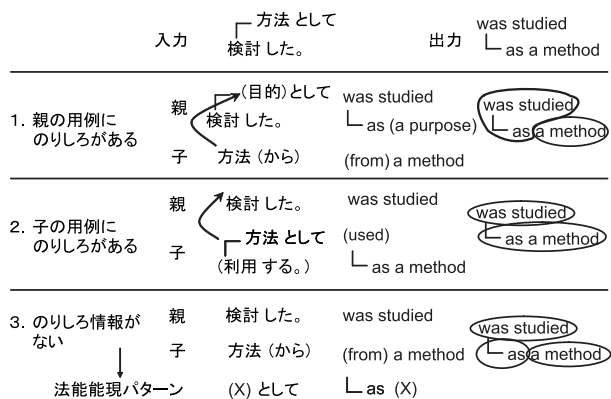 入力 方法 として 検討 した。 出力 was studied as a method
1. 親の用例に のりしろがある
親 (目的)として 検討 した。 was studied as (a purpose) was studied as a method
子 方法 (から) (from) a method
2. 子の用例に のりしろがある
親 検討 した。 was studied was studied as a method
子 方法 として (利用 する。) (used) as a method
3. のりしろ情報が ない
親 検討 した。 was studied was studied
子 方法 (から) (from) a method as a method
法能能現パターン (X) として as (X)